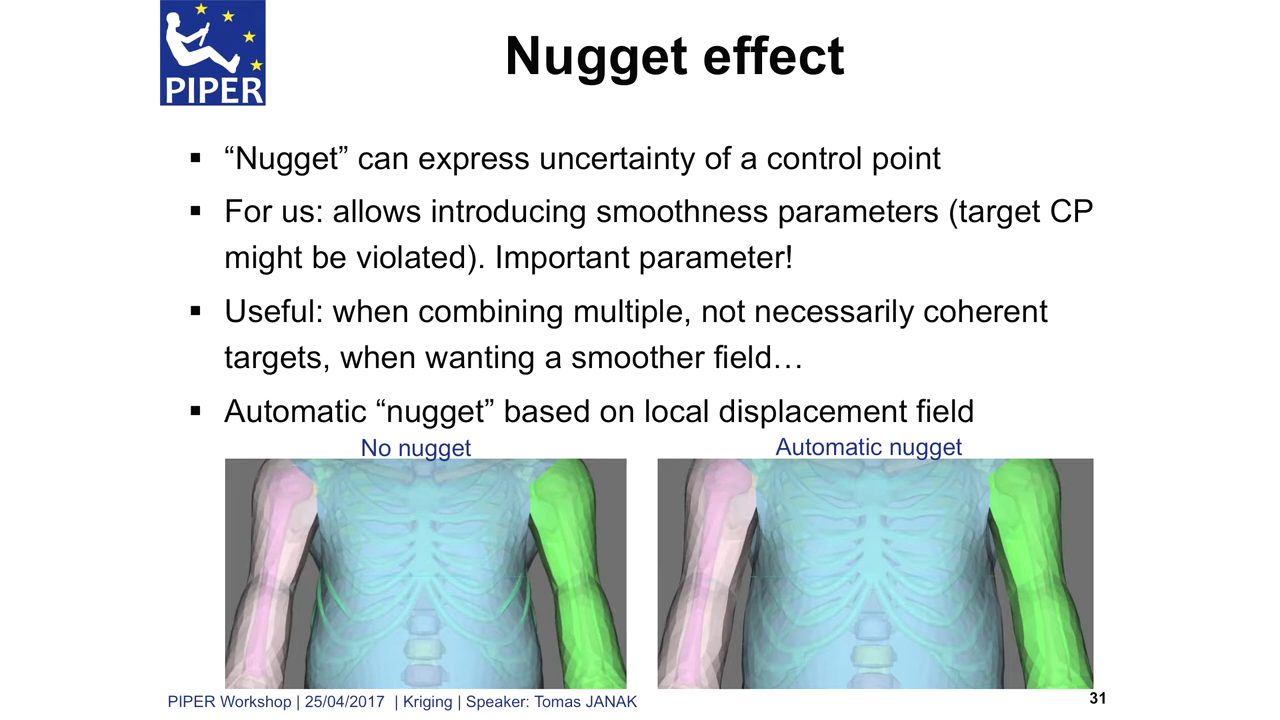 PIPER
Nugget effect
▪ “Nugget” can express uncertainty of a control point
▪ For us: allows introducing smoothness parameters (target CP
might be violated). Important parameter!
▪ Useful: when combining multiple, not necessarily coherent
targets, when wanting a smoother field…
▪ Automatic “nugget” based on local displacement field
No nugget
Automatic nugget
PIPER Workshop | 25/04/2017 | Kriging | Speaker: Tomas JANAK
31